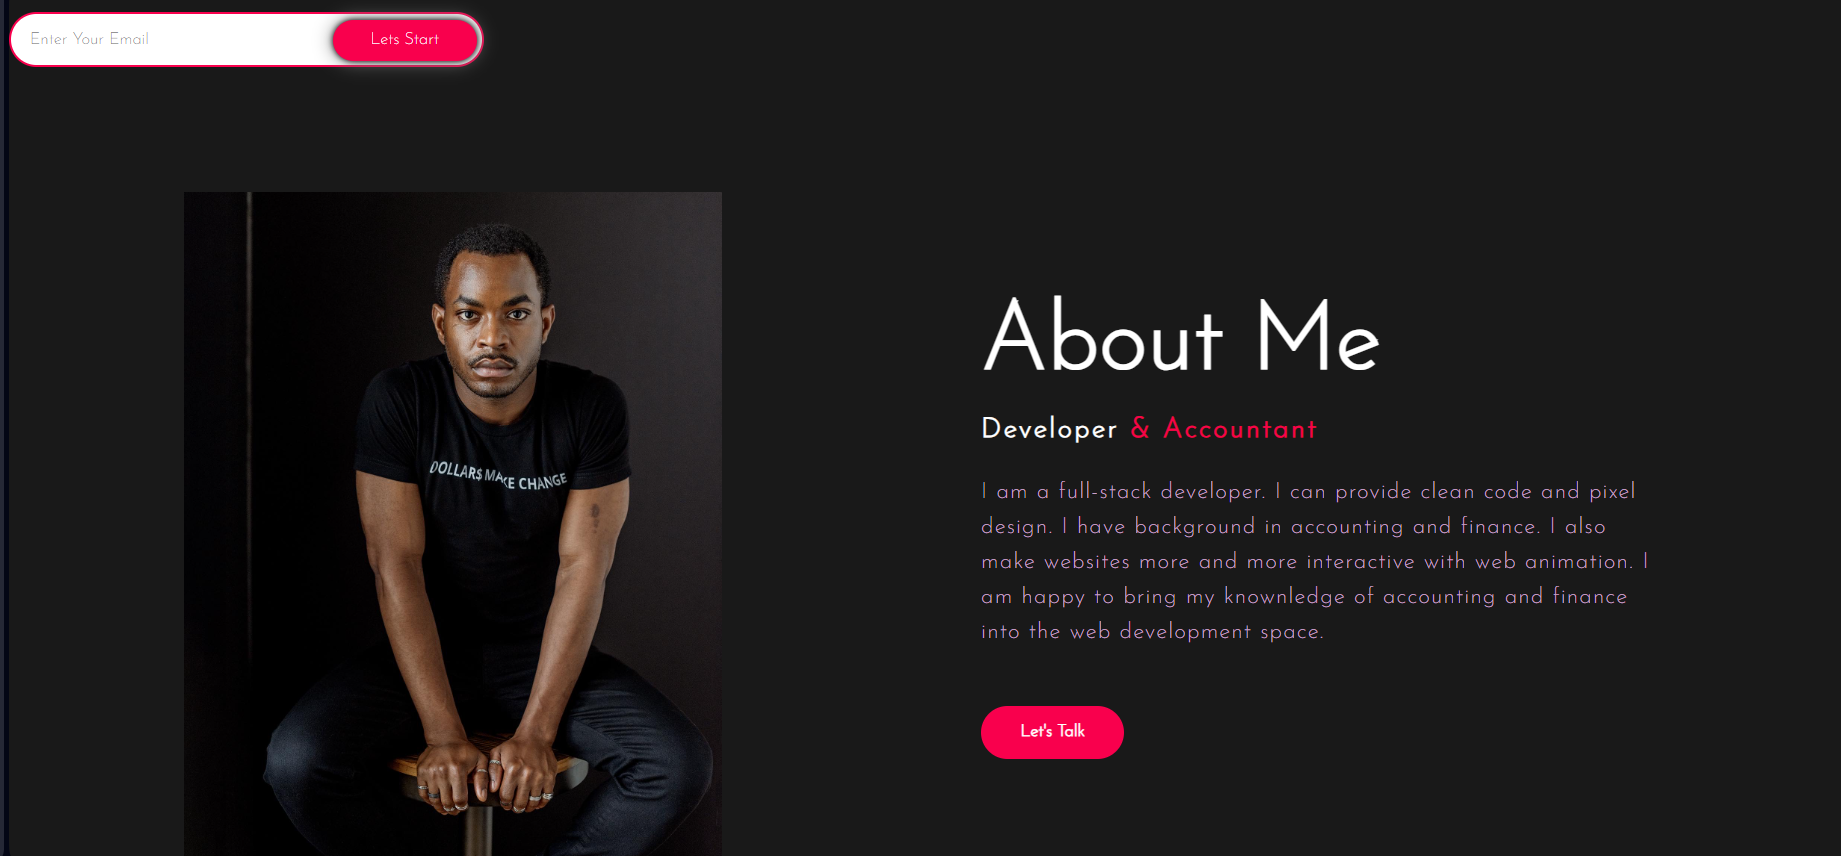 Enter Your Email
Lets Start
DOLLAR$ MAKE CHANGE
About Me
Developer & Accountant
I am a full-stack developer. I can provide clean code and pixel
design. I have background in accounting and finance. I also
make websites more and more interactive with web animation. I
am happy to bring my knownledge of accounting and finance
into the web development space.
Let's Talk